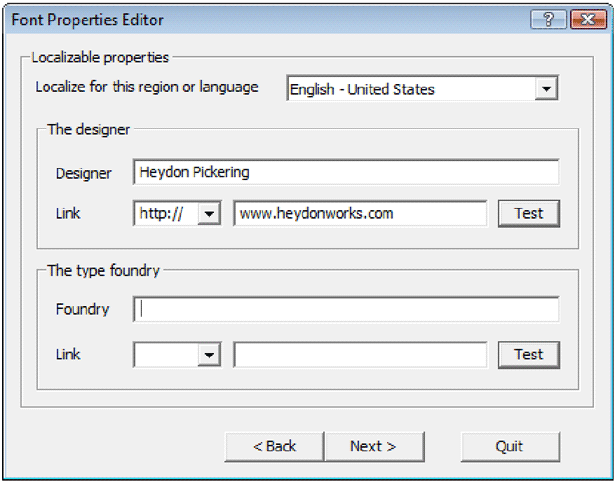 Font Properties Editor
Localizable properties
Localize for this region or language English - United States
The designer
Designer Heydon Pickering
Link http:// www.heydonworks.com Test
The type foundry
Foundry
Link Test
< Back Next > Quit